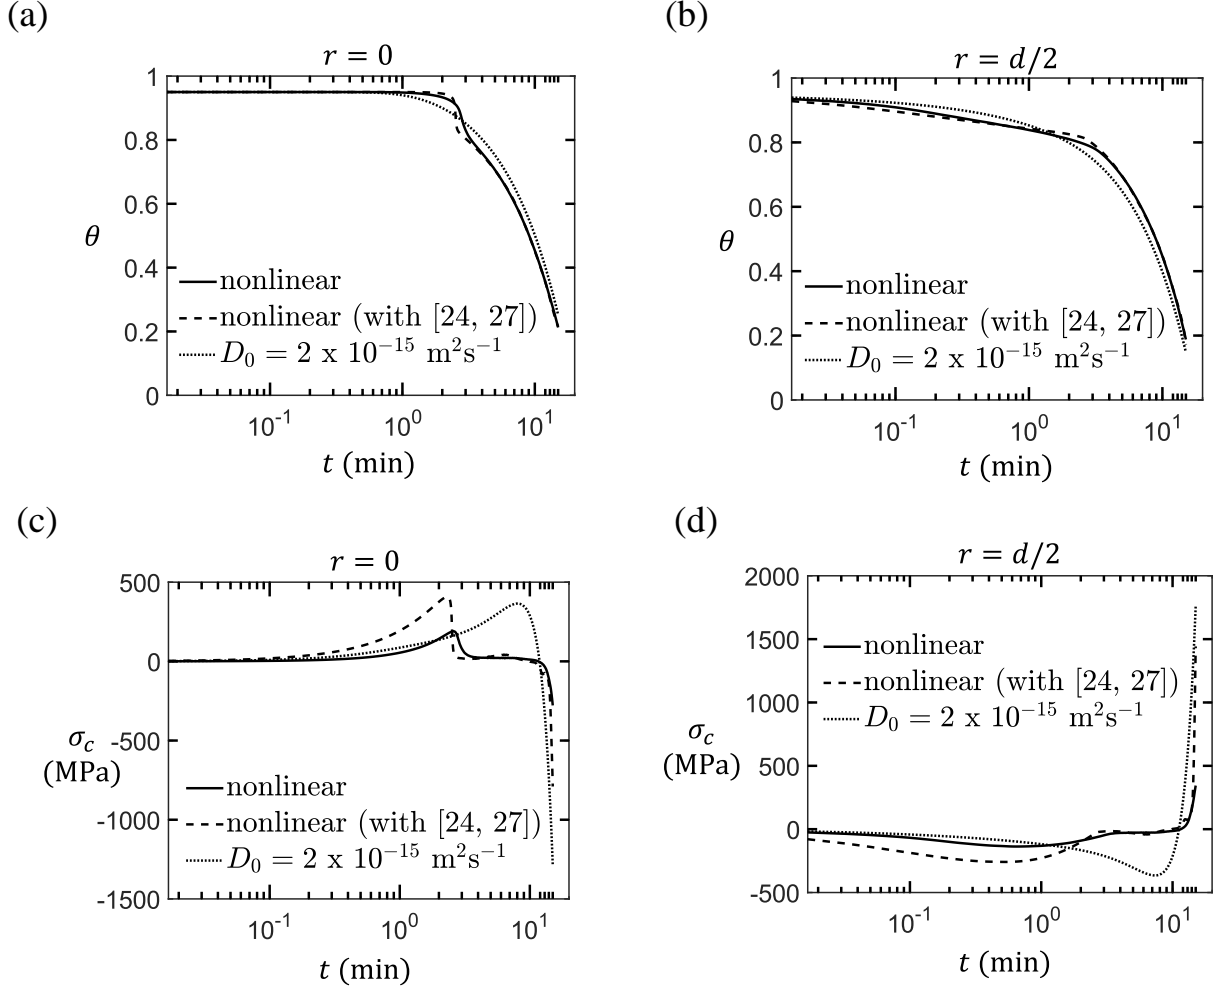 (a)
r = 0
1
0.8
0.6
θ
0.4
0.2
0
nonlinear
nonlinear (with [24, 27])
D₀ = 2 x 10⁻¹⁵ m²s⁻¹
10⁻¹ 10⁰ 10¹
t (min)
(b)
r = d/2
1
0.8
0.6
θ
0.4
0.2
0
nonlinear
nonlinear (with [24, 27])
D₀ = 2 x 10⁻¹⁵ m²s⁻¹
10⁻¹ 10⁰ 10¹
t (min)
(c)
r = 0
500
0
-500
-1000
-1500
σ_c
(MPa)
nonlinear
nonlinear (with [24, 27])
D₀ = 2 x 10⁻¹⁵ m²s⁻¹
10⁻¹ 10⁰ 10¹
t (min)
(d)
r = d/2
2000
1500
1000
500
0
-500
σ_c
(MPa)
nonlinear
nonlinear (with [24, 27])
D₀ = 2 x 10⁻¹⁵ m²s⁻¹
10⁻¹ 10⁰ 10¹
t (min)